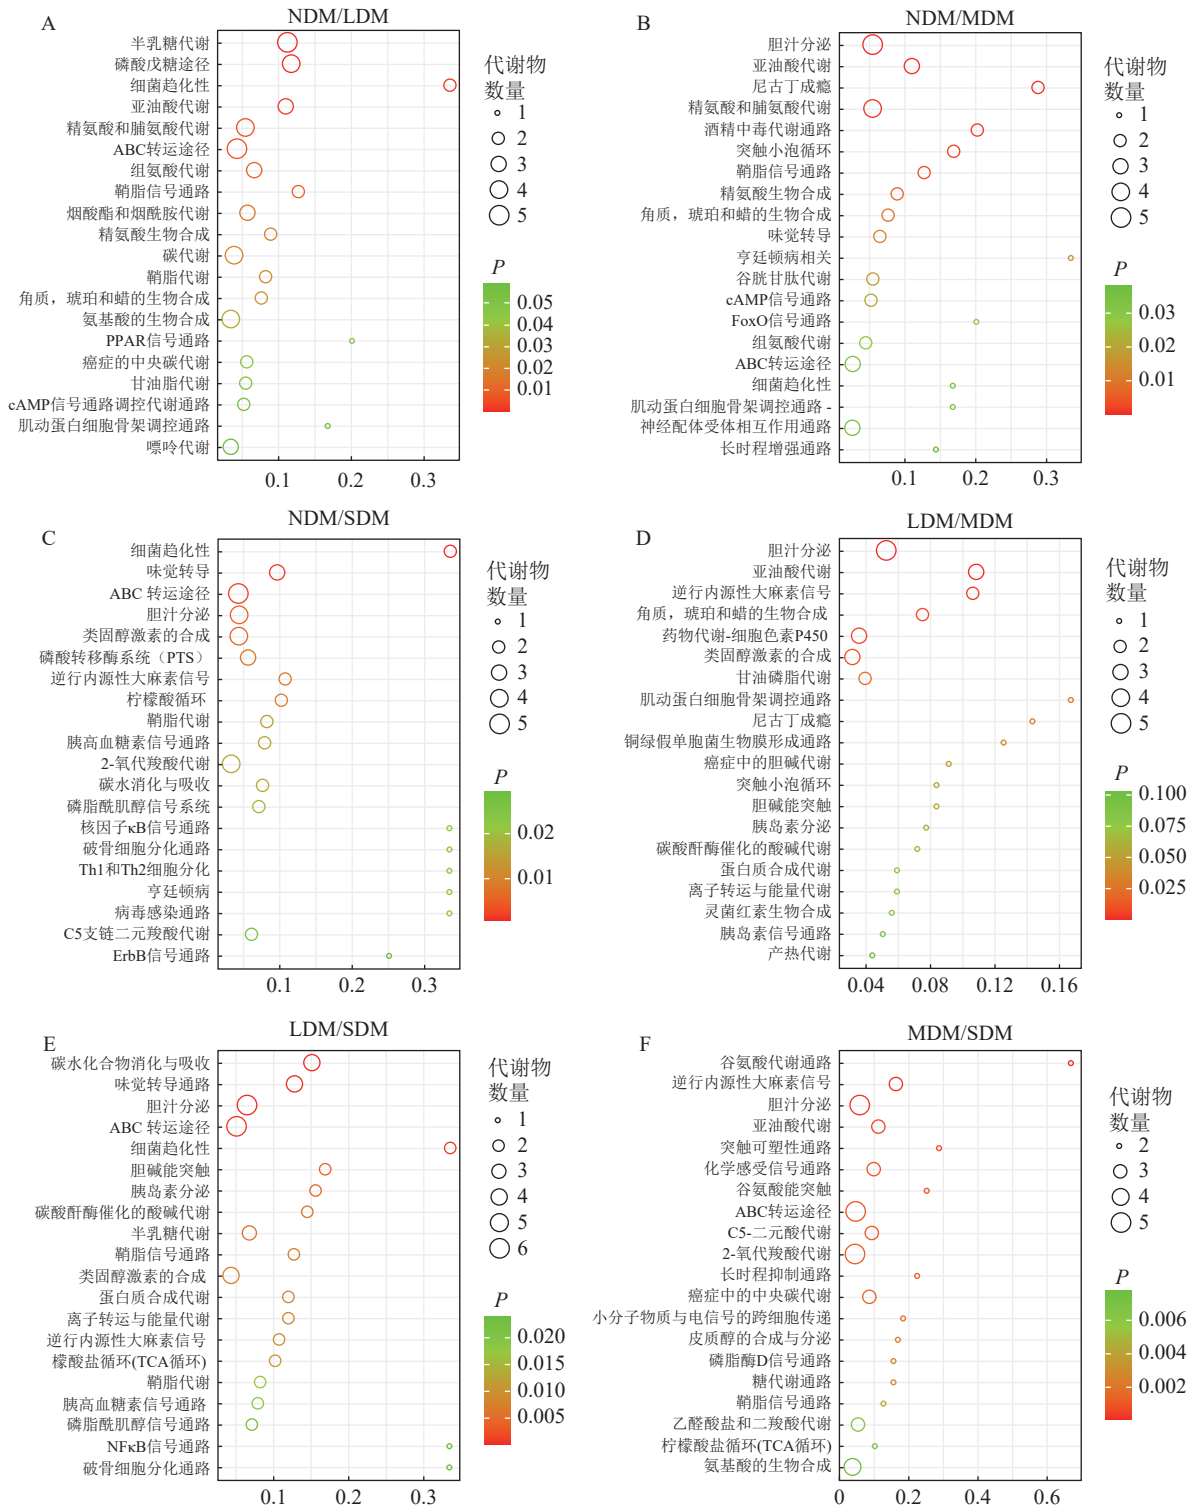 A
NDM/LDM
半乳糖代谢
磷酸戊糖途径
细菌趋化性
亚油酸代谢
精氨酸和脯氨酸代谢
ABC转运途径
组氨酸代谢
鞘脂信号通路
烟酸酯和烟酰胺代谢
精氨酸生物合成
碳代谢
鞘脂代谢
角质，琥珀和蜡的生物合成
氨基酸的生物合成
PPAR信号通路
癌症的中央碳代谢
甘油脂代谢
cAMP信号通路调控代谢通路
肌动蛋白细胞骨架调控通路
嘌呤代谢
0.1 0.2 0.3
代谢物
数量
1
2
3
4
5
P
0.05
0.04
0.03
0.02
0.01
B
NDM/MDM
胆汁分泌
亚油酸代谢
尼古丁成瘾
精氨酸和脯氨酸代谢
酒精中毒代谢通路
突触小泡循环
鞘脂信号通路
精氨酸生物合成
角质，琥珀和蜡的生物合成
味觉转导
亨廷顿病相关
谷胱甘肽代谢
cAMP信号通路
FoxO信号通路
组氨酸代谢
ABC转运途径
细菌趋化性
肌动蛋白细胞骨架调控通路 -
神经配体受体相互作用通路
长时程增强通路
0.1 0.2 0.3
代谢物
数量
1
2
3
4
5
P
0.03
0.02
0.01
C
NDM/SDM
细菌趋化性
味觉转导
ABC 转运途径
胆汁分泌
类固醇激素的合成
磷酸转移酶系统（PTS）
逆行内源性大麻素信号
柠檬酸循环
鞘脂代谢
胰高血糖素信号通路
2-氧代羧酸代谢
碳水消化与吸收
磷脂酰肌醇信号系统
核因子κB信号通路
破骨细胞分化通路
Th1和Th2细胞分化
亨廷顿病
病毒感染通路
C5支链二元羧酸代谢
ErbB信号通路
0.1 0.2 0.3
代谢物
数量
1
2
3
4
5
P
0.02
0.01
D
LDM/MDM
胆汁分泌
亚油酸代谢
逆行内源性大麻素信号
角质，琥珀和蜡的生物合成
药物代谢-细胞色素P450
类固醇激素的合成
甘油磷脂代谢
肌动蛋白细胞骨架调控通路
尼古丁成瘾
铜绿假单胞菌生物膜形成通路
癌症中的胆碱代谢
突触小泡循环
胆碱能突触
胰岛素分泌
碳酸酐酶催化的酸碱代谢
蛋白质合成代谢
离子转运与能量代谢
灵菌红素生物合成
胰岛素信号通路
产热代谢
0.04 0.08 0.12 0.16
代谢物
数量
1
2
3
4
5
P
0.100
0.075
0.050
0.025
E
LDM/SDM
碳水化合物消化与吸收
味觉转导通路
胆汁分泌
ABC 转运途径
细菌趋化性
胆碱能突触
胰岛素分泌
碳酸酐酶催化的酸碱代谢
半乳糖代谢
鞘脂信号通路
类固醇激素的合成
蛋白质合成代谢
离子转运与能量代谢
逆行内源性大麻素信号
檬酸盐循环(TCA循环)
鞘脂代谢
胰高血糖素信号通路
磷脂酰肌醇信号通路
NFκB信号通路
破骨细胞分化通路
0.1 0.2 0.3
代谢物
数量
1
2
3
4
5
6
P
0.020
0.015
0.010
0.005
F
MDM/SDM
谷氨酸代谢通路
逆行内源性大麻素信号
胆汁分泌
亚油酸代谢
突触可塑性通路
化学感受信号通路
谷氨酸能突触
ABC转运途径
C5-二元酸代谢
2-氧代羧酸代谢
长时程抑制通路
癌症中的中央碳代谢
小分子物质与电信号的跨细胞传递
皮质醇的合成与分泌
磷脂酶D信号通路
糖代谢通路
鞘脂信号通路
乙醛酸盐和二羧酸代谢
柠檬酸盐循环(TCA循环)
氨基酸的生物合成
0 0.2 0.4 0.6
代谢物
数量
2
3
4
5
P
0.006
0.004
0.002